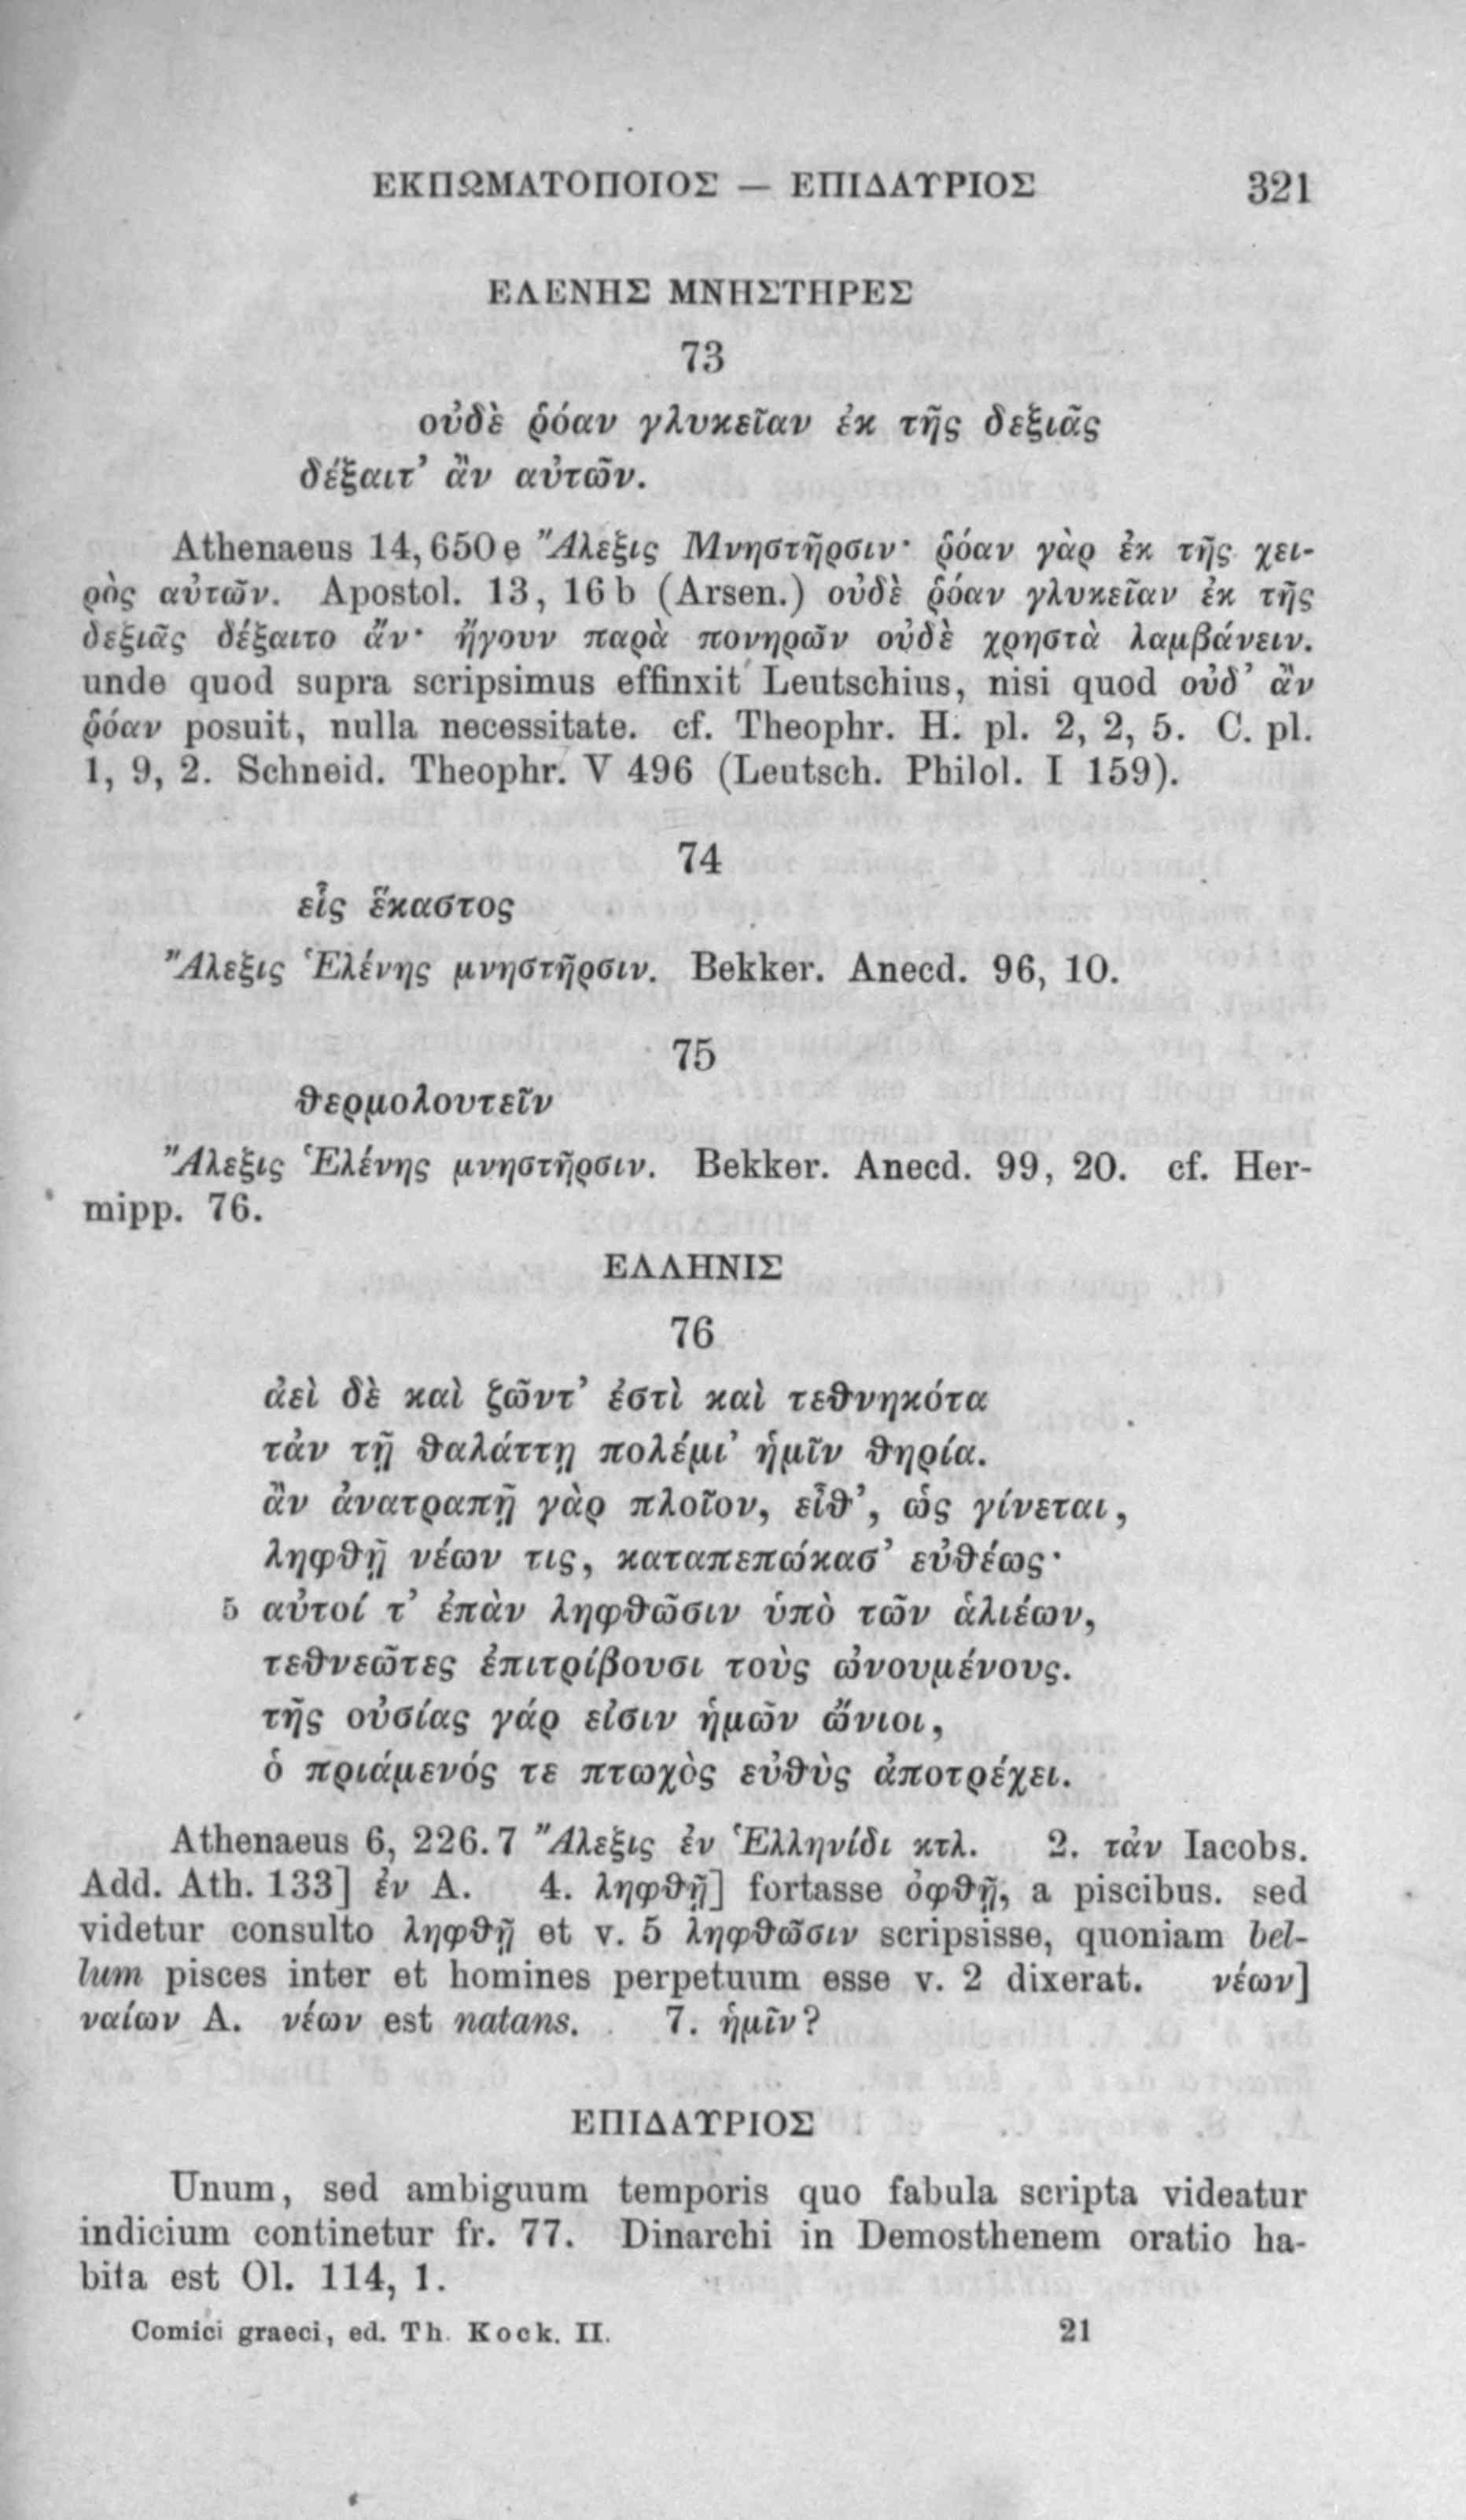 ΕΚΠΩΜΑΤΟΠΟΙΟΣ — ΕΠΙΔΑΥΡΙΟΣ 321
ΕΛΕΝΗΣ ΜΝΗΣΤΗΡΕΣ
73
οὐδὲ ῥόαν γλυκεῖαν ἐκ τῆς δεξιᾶς
δέξαιτ’ ἂν αὐτῶν.
Athenaeus 14, 650 e Ἄλεξις Μνηστῆρσιν· ῥόαν γὰρ ἐκ τῆς χει-
ρὸς αὐτῶν. Apostol. 13, 16 b (Arsen.) οὐδὲ ῥόαν γλυκεῖαν ἐκ τῆς
δεξιᾶς δέξαιτο ἄν· ἤγουν παρὰ πονηρῶν οὐδὲ χρηστὰ λαμβάνειν.
unde quod supra scripsimus effinxit Leutschius, nisi quod οὐδ’ ἂν
ῥόαν posuit, nulla necessitate. cf. Theophr. H. pl. 2, 2, 5. C. pl.
1, 9, 2. Schneid. Theophr. V 496 (Leutsch. Philol. I 159).
74
εἷς ἕκαστος
Ἄλεξις Ἑλένης μνηστῆρσιν. Bekker. Anecd. 96, 10.
75
θερμολουτεῖν
Ἄλεξις Ἑλένης μνηστῆρσιν. Bekker. Anecd. 99, 20. cf. Her-
mipp. 76.
ΕΛΛΗΝΙΣ
76
ἀεὶ δὲ καὶ ζῶντ’ ἐστὶ καὶ τεθνηκότα
τἀν τῇ θαλάττῃ πολέμι’ ἡμῖν θηρία.
ἂν ἀνατραπῇ γὰρ πλοῖον, εἶθ’, ὡς γίνεται,
ληφθῇ νέων τις, καταπεπώκασ’ εὐθέως·
5 αὐτοί τ’ ἐπὰν ληφθῶσιν ὑπὸ τῶν ἁλιέων,
τεθνεῶτες ἐπιτρίβουσι τοὺς ὠνουμένους.
τῆς οὐσίας γάρ εἰσιν ἡμῶν ὤνιοι,
ὁ πριάμενός τε πτωχὸς εὐθὺς ἀποτρέχει.
Athenaeus 6, 226. 7 Ἄλεξις ἐν Ἑλληνίδι κτλ. 2. τἀν Iacobs.
Add. Ath. 133] ἐν A. 4. ληφθῇ] fortasse ὀφθῇ, a piscibus. sed
videtur consulto ληφθῇ et v. 5 ληφθῶσιν scripsisse, quoniam bel-
lum pisces inter et homines perpetuum esse v. 2 dixerat. νέων]
ναίων A. νέων est natans. 7. ἡμῖν?
ΕΠΙΔΑΥΡΙΟΣ
Unum, sed ambiguum temporis quo fabula scripta videatur
indicium continetur fr. 77. Dinarchi in Demosthenem oratio ha-
bita est Ol. 114, 1.
Comici graeci, ed. Th. Kock. II. 21